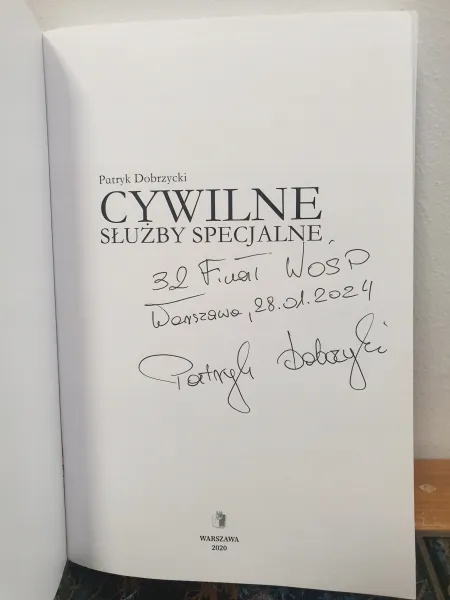 Patryk Dobrzycki
CYWILNE
SŁUŻBY SPECJALNE
32 Finał WOŚP
Warszawa, 28.01.2024
Patryk Dobrzycki
WARSZAWA
2020